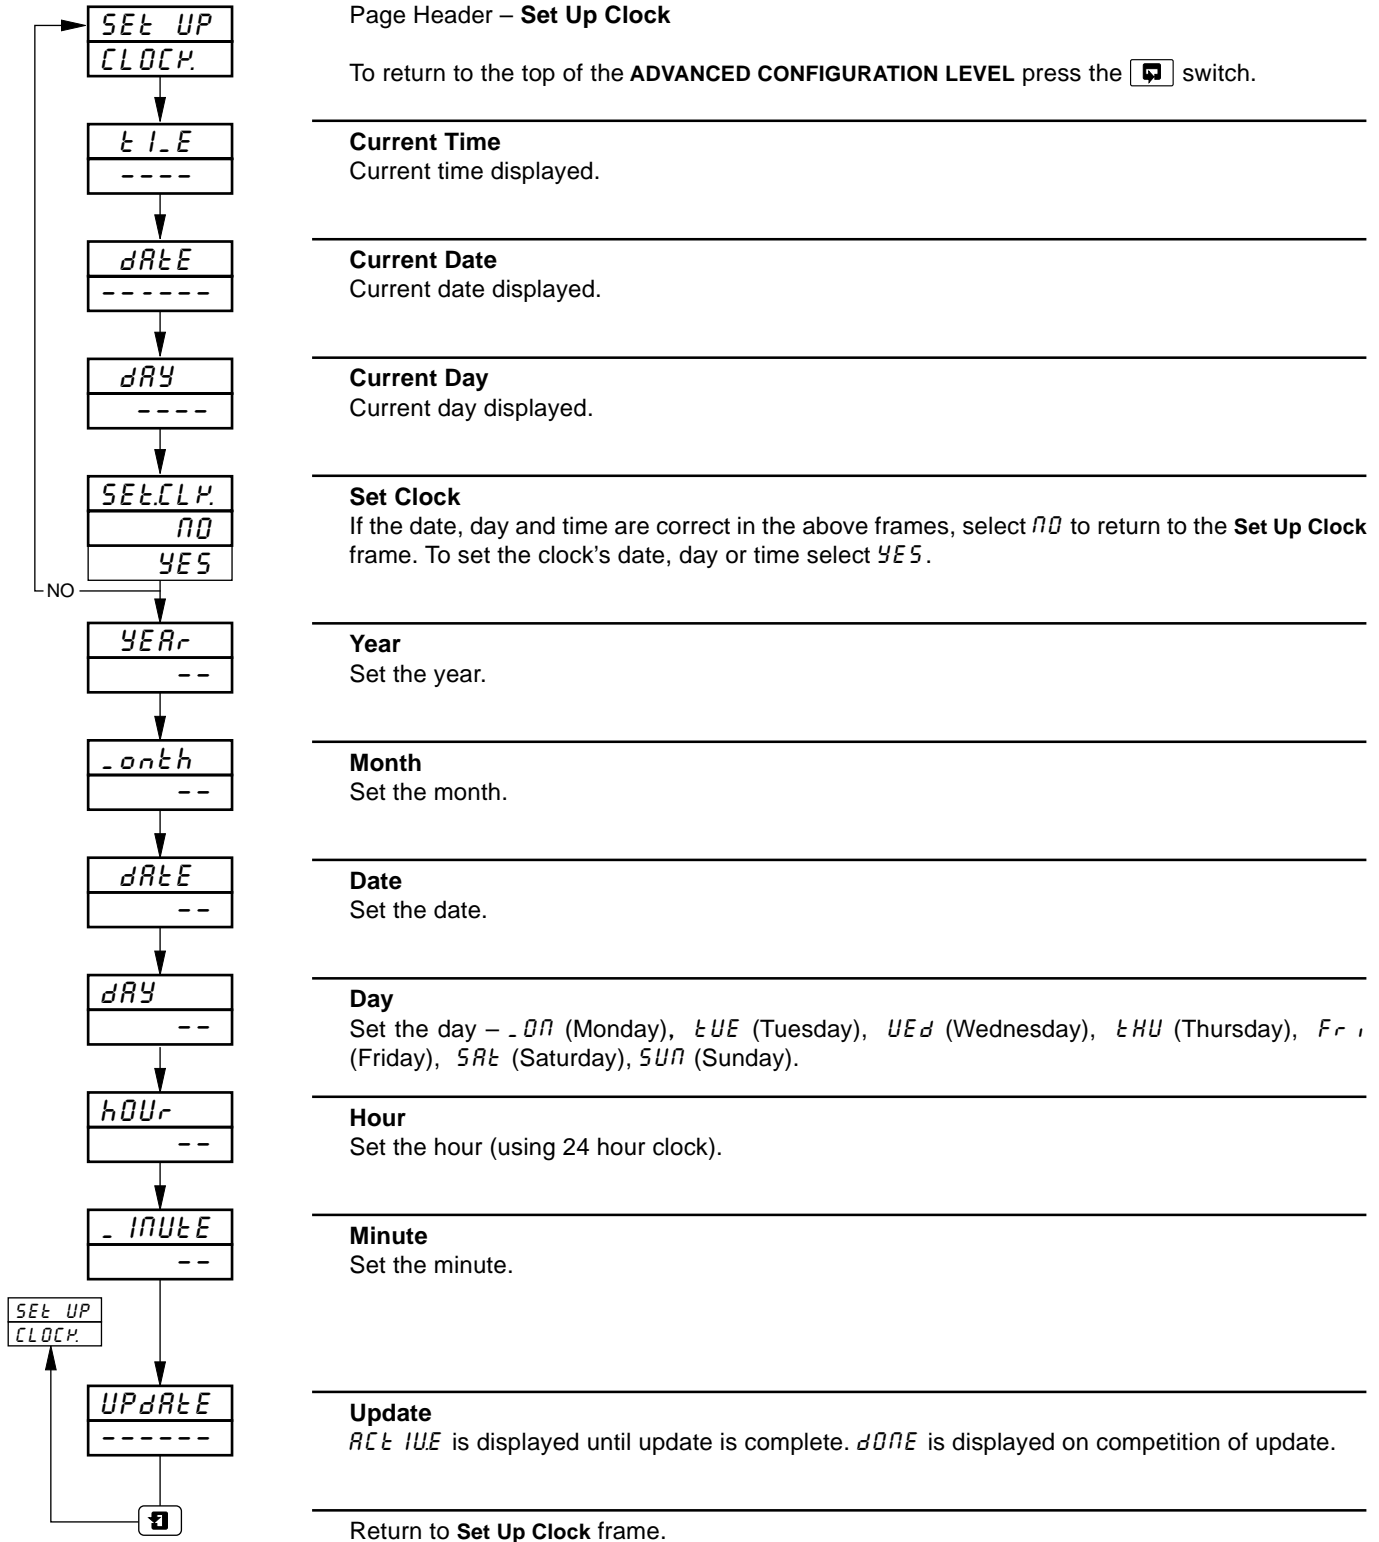 SEt UP
CLOCK.
Page Header – Set Up Clock
To return to the top of the ADVANCED CONFIGURATION LEVEL press the switch.
tI_E
----
Current Time
Current time displayed.
dAtE
------
Current Date
Current date displayed.
dAY
----
Current Day
Current day displayed.
SEt.CLK.
NO
YES
NO
Set Clock
If the date, day and time are correct in the above frames, select NO to return to the Set Up Clock
frame. To set the clock's date, day or time select YES.
YEAr
--
Year
Set the year.
_onth
--
Month
Set the month.
dAtE
--
Date
Set the date.
dAY
--
Day
Set the day – _ON (Monday), tUE (Tuesday), UEd (Wednesday), tHU (Thursday), Fri
(Friday), SAt (Saturday), SUN (Sunday).
hOUr
--
Hour
Set the hour (using 24 hour clock).
_INUtE
--
Minute
Set the minute.
SEt UP
CLOCK.
UPdAtE
------
Update
ACtIV.E is displayed until update is complete. dONE is displayed on competition of update.
Return to Set Up Clock frame.